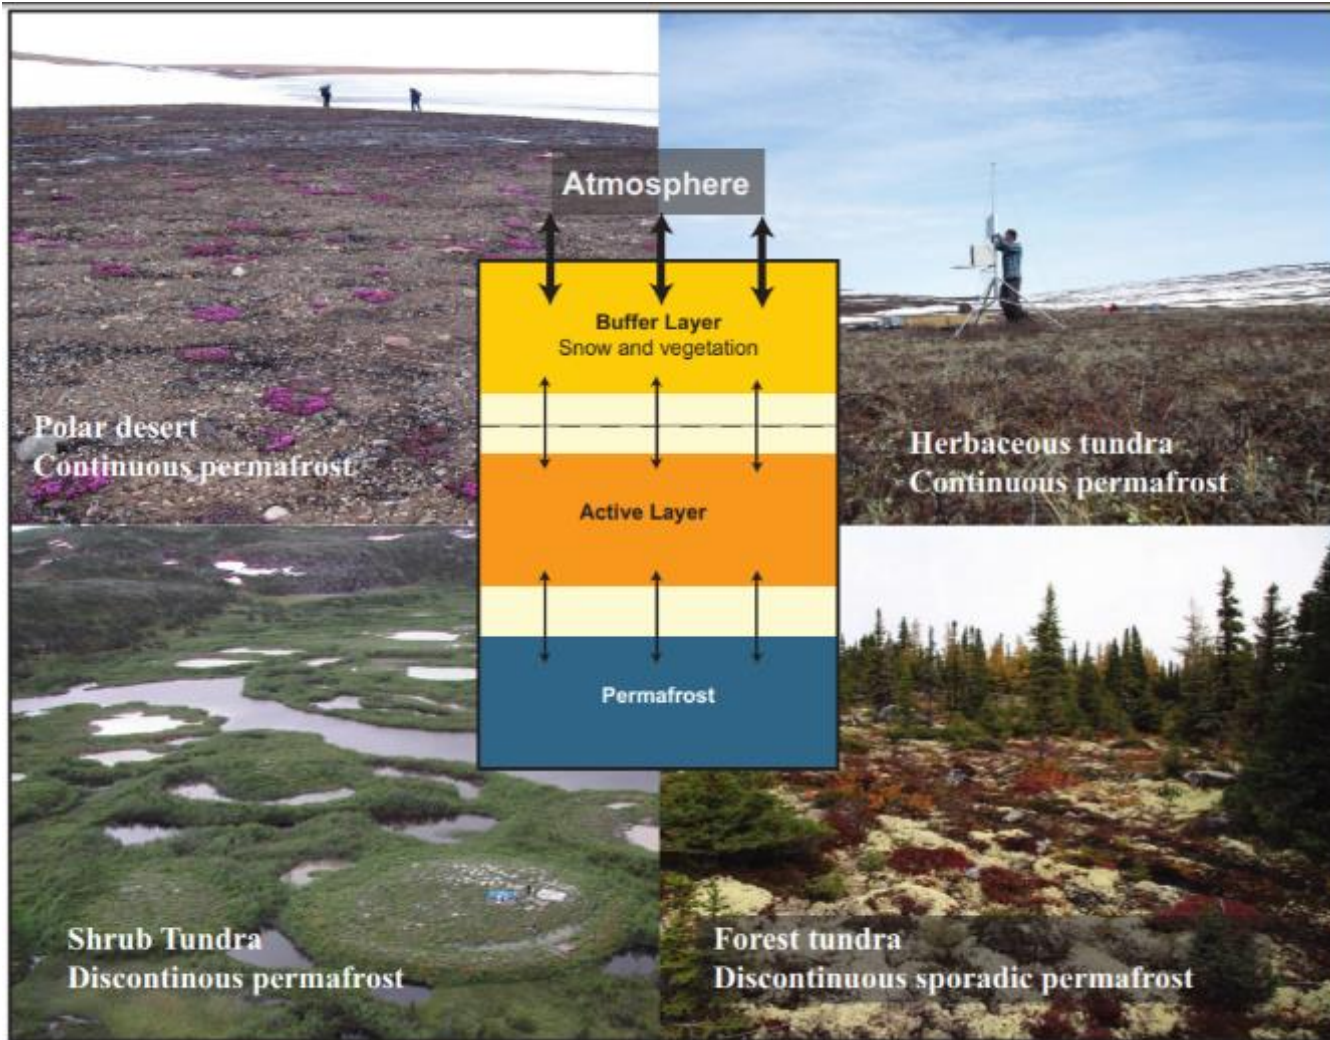 Atmosphere
Buffer Layer
Snow and vegetation
Active Layer
Permafrost
Polar desert
Continuous permafrost
Herbaceous tundra
Continuous permafrost
Shrub Tundra
Discontinous permafrost
Forest tundra
Discontinuous sporadic permafrost